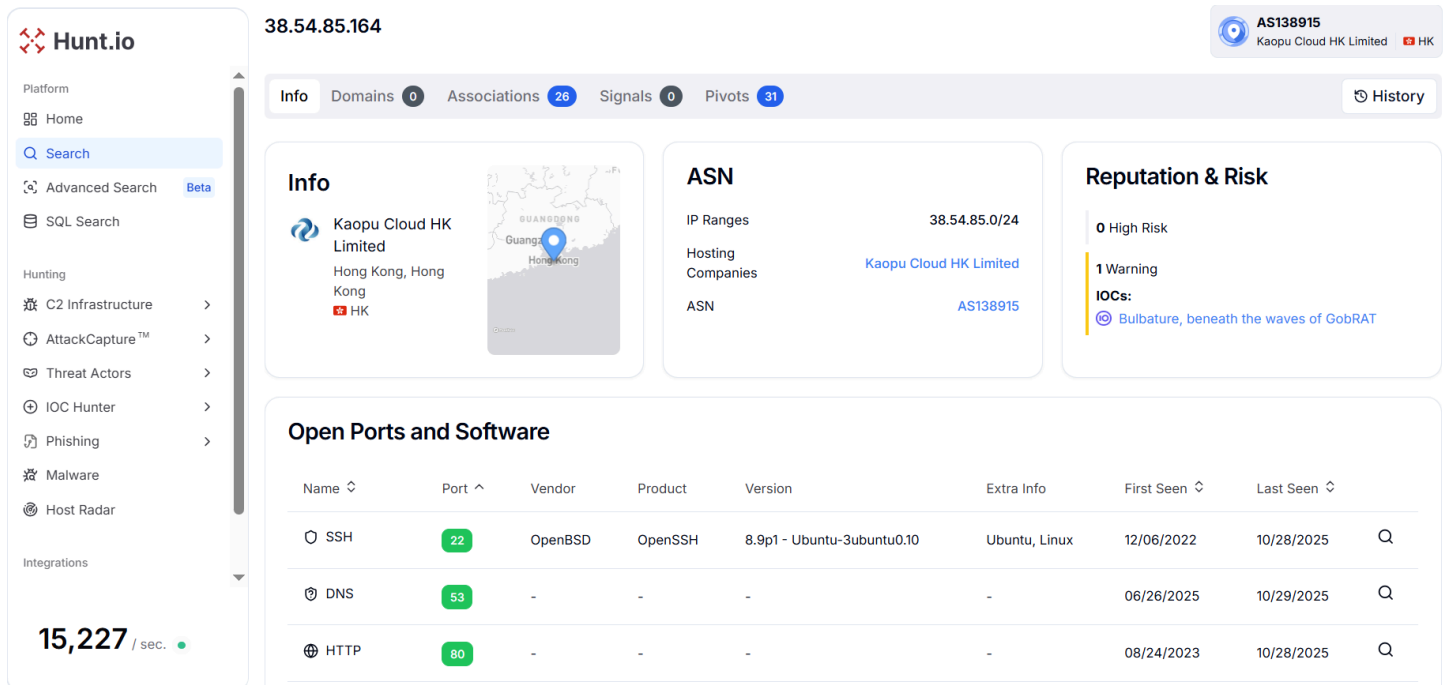 Hunt.io
Platform
Home
Search
Advanced Search Beta
SQL Search
Hunting
C2 Infrastructure
AttackCapture™
Threat Actors
IOC Hunter
Phishing
Malware
Host Radar
Integrations
15,227 / sec.
38.54.85.164
AS138915
Kaopu Cloud HK Limited HK
Info Domains 0 Associations 26 Signals 0 Pivots 31 History
Info
Kaopu Cloud HK
Limited
Hong Kong, Hong
Kong
HK
GUANGDONG
Guangz
Hong Kong
ASN
IP Ranges 38.54.85.0/24
Hosting
Companies Kaopu Cloud HK Limited
ASN AS138915
Reputation & Risk
0 High Risk
1 Warning
IOCs:
Bulbature, beneath the waves of GobRAT
Open Ports and Software
Name Port Vendor Product Version Extra Info First Seen Last Seen
SSH 22 OpenBSD OpenSSH 8.9p1 - Ubuntu-3ubuntu0.10 Ubuntu, Linux 12/06/2022 10/28/2025
DNS 53 - - - - 06/26/2025 10/29/2025
HTTP 80 - - - - 08/24/2023 10/28/2025